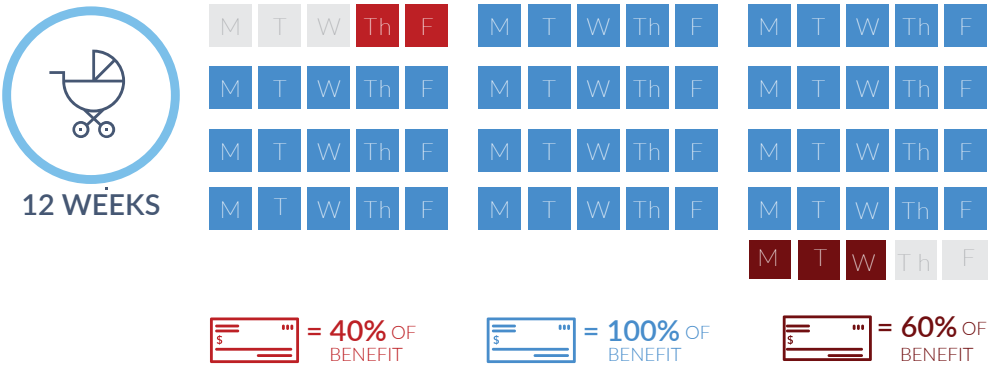 M T W Th F M T W Th F M T W Th F
M T W Th F M T W Th F M T W Th F
M T W Th F M T W Th F M T W Th F
M T W Th F M T W Th F M T W Th F
12 WEEKS
M T W Th F
$ = 40% OF BENEFIT
$ = 100% OF BENEFIT
$ = 60% OF BENEFIT